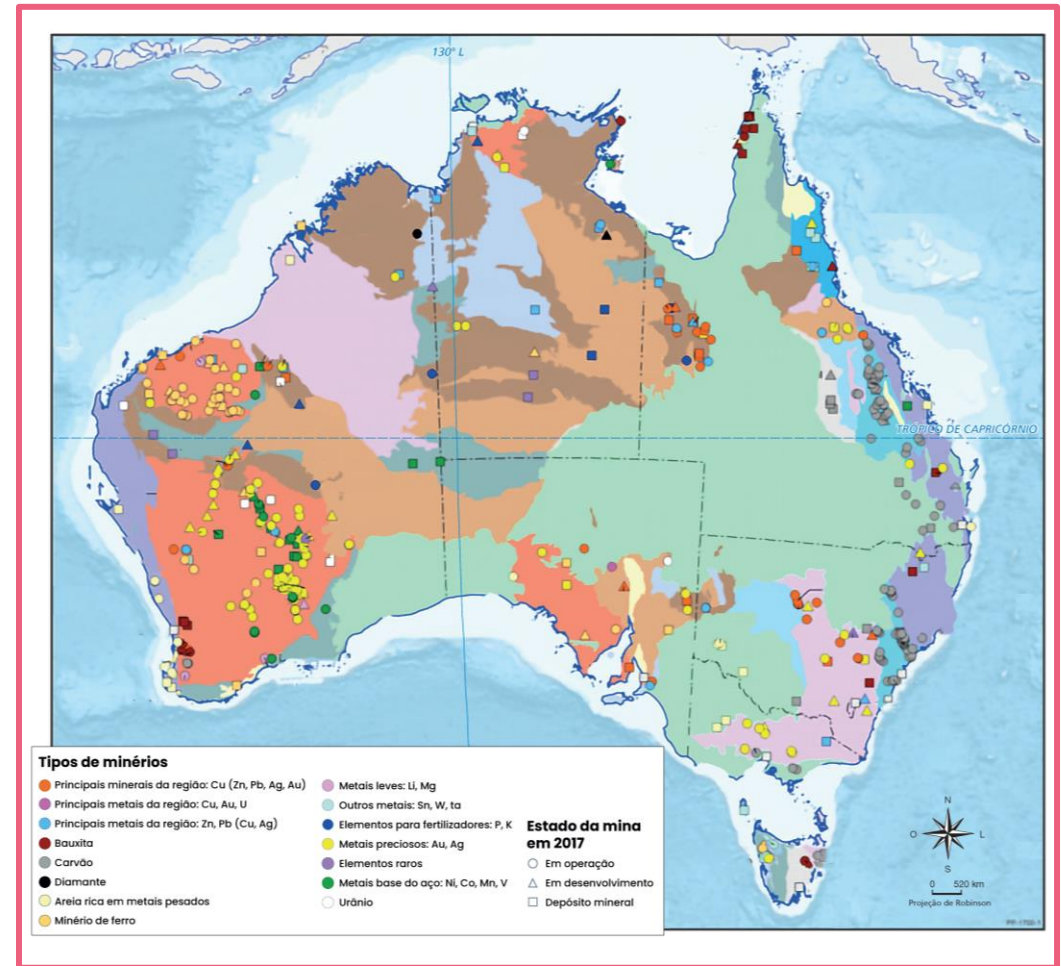 130° L
TRÓPICO DE CAPRICÓRNIO
Tipos de minérios
Principais minerais da região: Cu (Zn, Pb, Ag, Au)
Principais metais da região: Cu, Au, U
Principais metais da região: Zn, Pb (Cu, Ag)
Bauxita
Carvão
Diamante
Areia rica em metais pesados
Minério de ferro
Metais leves: Li, Mg
Outros metais: Sn, W, ta
Elementos para fertilizadores: P, K
Metais preciosos: Au, Ag
Elementos raros
Metais base do aço: Ni, Co, Mn, V
Urânio
Estado da mina
em 2017
Em operação
Em desenvolvimento
Depósito mineral
N
O
L
S
0 520 km
Projeção de Robinson